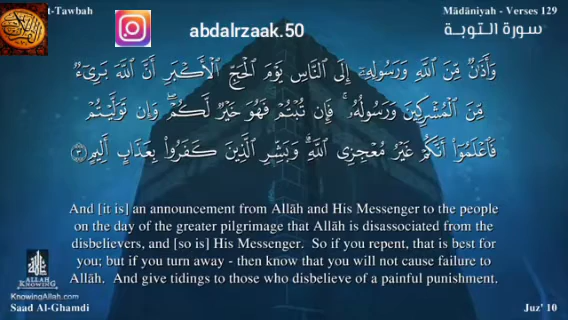 t-Tawbah
Madāniyah - Verses 129
abdalrzaak.50
سورة التوبة
وَأَذَٰنٌ مِّنَ ٱللَّهِ وَرَسُولِهِۦٓ إِلَى ٱلنَّاسِ يَوْمَ ٱلْحَجِّ ٱلْأَكْبَرِ أَنَّ ٱللَّهَ بَرِىٓءٌ
مِّنَ ٱلْمُشْرِكِينَ وَرَسُولُهُۥ ۚ فَإِن تُبْتُمْ فَهُوَ خَيْرٌ لَّكُمْ ۖ وَإِن تَوَلَّيْتُمْ
فَٱعْلَمُوٓا۟ أَنَّكُمْ غَيْرُ مُعْجِزِى ٱللَّهِ ۗ وَبَشِّرِ ٱلَّذِينَ كَفَرُوا۟ بِعَذَابٍ أَلِيمٍ ٣
And [it is] an announcement from Allāh and His Messenger to the people
on the day of the greater pilgrimage that Allāh is disassociated from the
disbelievers, and [so is] His Messenger. So if you repent, that is best for
you; but if you turn away - then know that you will not cause failure to
Allāh. And give tidings to those who disbelieve of a painful punishment.
ALLAH
KNOWING
KnowingAllah.com
Saad Al-Ghamdi
Juz' 10